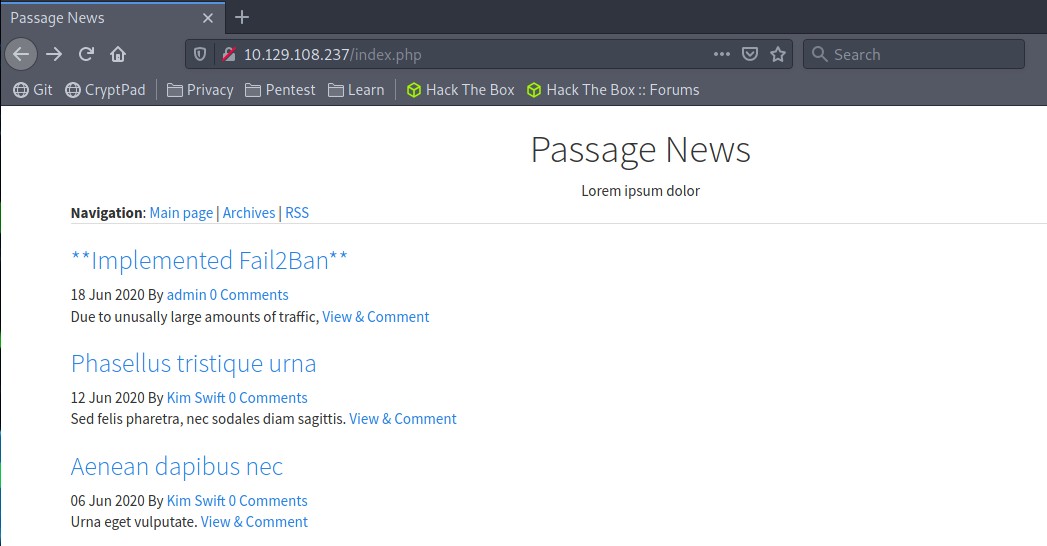 Passage News
10.129.108.237/index.php
Search
Git CryptPad Privacy Pentest Learn Hack The Box Hack The Box :: Forums
Passage News
Lorem ipsum dolor
Navigation: Main page | Archives | RSS
**Implemented Fail2Ban**
18 Jun 2020 By admin 0 Comments
Due to unusally large amounts of traffic, View & Comment
Phasellus tristique urna
12 Jun 2020 By Kim Swift 0 Comments
Sed felis pharetra, nec sodales diam sagittis. View & Comment
Aenean dapibus nec
06 Jun 2020 By Kim Swift 0 Comments
Urna eget vulputate. View & Comment